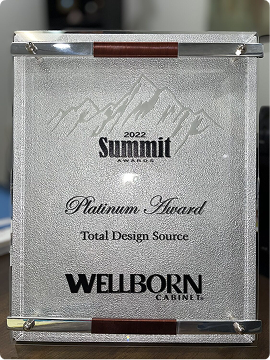 2022
Summit
AWARDS
Platinum Award
Total Design Source
WELLBORN
CABINET